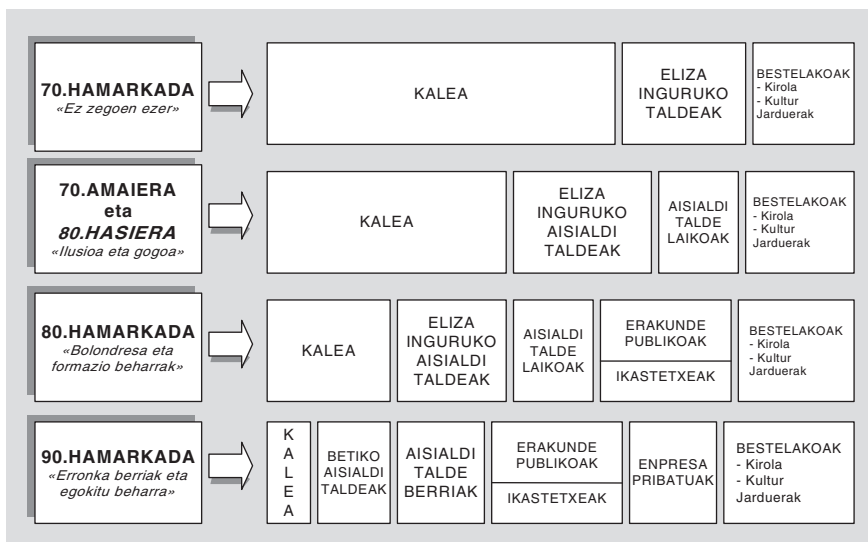 70.HAMARKADA
«Ez zegoen ezer»
KALEA
ELIZA
INGURUKO
TALDEAK
BESTELAKOAK
- Kirola
- Kultur
Jarduerak
70.AMAIERA
eta
80.HASIERA
«Ilusioa eta gogoa»
KALEA
ELIZA
INGURUKO
AISIALDI
TALDEAK
AISIALDI
TALDE
LAIKOAK
BESTELAKOAK
- Kirola
- Kultur
Jarduerak
80.HAMARKADA
«Bolondresa eta
formazio beharrak»
KALEA
ELIZA
INGURUKO
AISIALDI
TALDEAK
AISIALDI
TALDE
LAIKOAK
ERAKUNDE
PUBLIKOAK
IKASTETXEAK
BESTELAKOAK
- Kirola
- Kultur
Jarduerak
90.HAMARKADA
«Erronka berriak eta
egokitu beharra»
K
A
L
E
A
BETIKO
AISIALDI
TALDEAK
AISIALDI
TALDE
BERRIAK
ERAKUNDE
PUBLIKOAK
IKASTETXEAK
ENPRESA
PRIBATUAK
BESTELAKOAK
- Kirola
- Kultur
Jarduerak